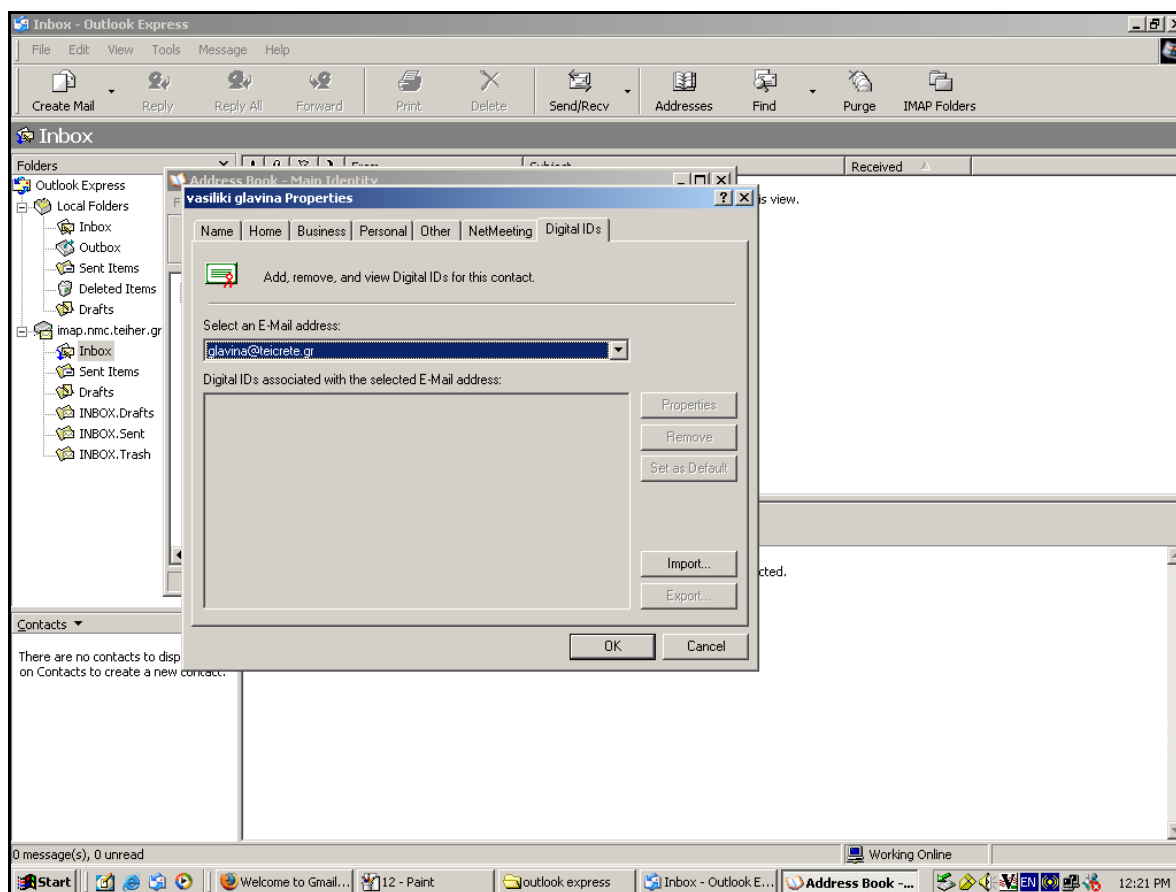 Inbox - Outlook Express
File Edit View Tools Message Help
Create Mail Reply Reply All Forward Print Delete Send/Recv Addresses Find Purge IMAP Folders
Inbox
Folders
Received
Outlook Express
Local Folders
Inbox
Outbox
Sent Items
Deleted Items
Drafts
imap.nmc.teiher.gr
Inbox
Sent Items
Drafts
INBOX.Drafts
INBOX.Sent
INBOX.Trash
Address Book - Main Identity
is view.
vasiliki glavina Properties
Name Home Business Personal Other NetMeeting Digital IDs
Add, remove, and view Digital IDs for this contact.
Select an E-Mail address:
glavina@teicrete.gr
Digital IDs associated with the selected E-Mail address:
Properties
Remove
Set as Default
Import...
Export...
OK Cancel
cted.
Contacts
There are no contacts to disp
on Contacts to create a new contact.
0 message(s), 0 unread
Working Online
Start Welcome to Gmail... 12 - Paint outlook express Inbox - Outlook E... Address Book -... EN 12:21 PM